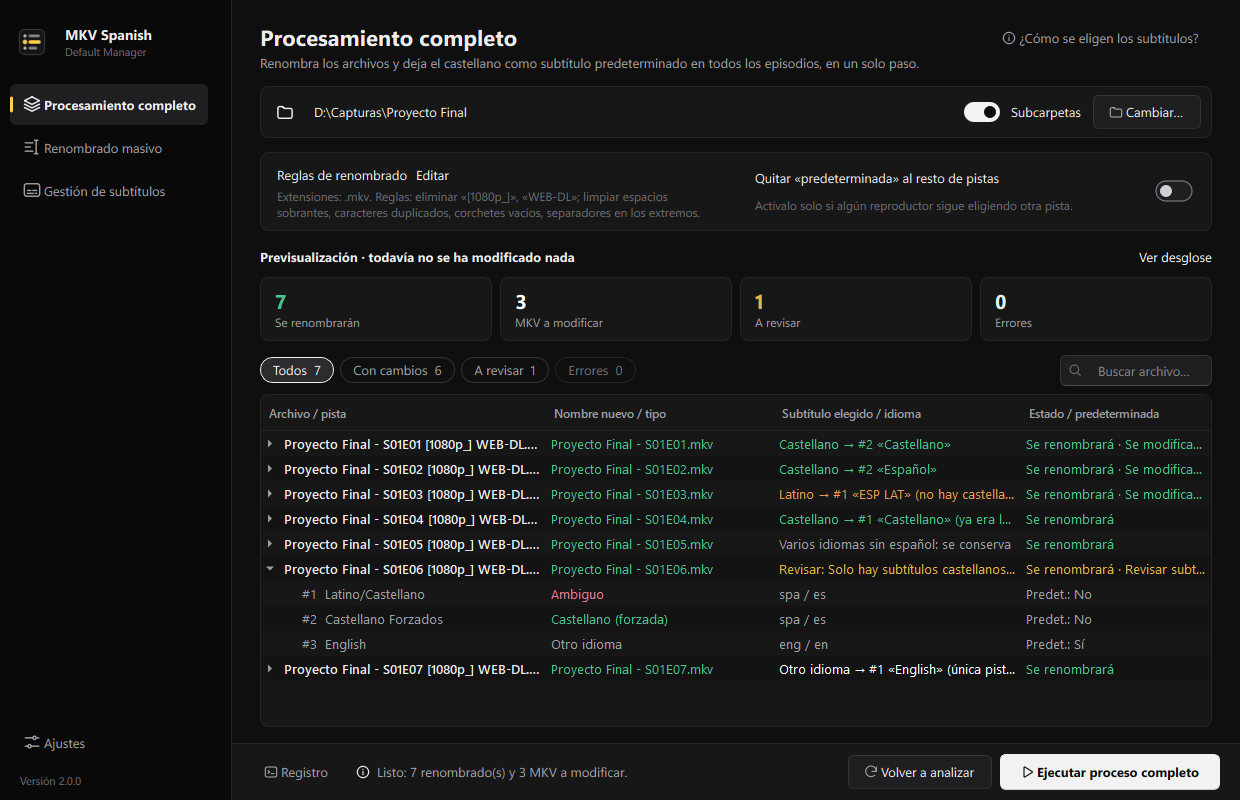 MKV Spanish
Default Manager
Procesamiento completo
Renombrado masivo
Gestión de subtítulos
Ajustes
Versión 2.0.0
Procesamiento completo
¿Cómo se eligen los subtítulos?
Renombra los archivos y deja el castellano como subtítulo predeterminado en todos los episodios, en un solo paso.
D:\Capturas\Proyecto Final
Subcarpetas
Cambiar...
Reglas de renombrado Editar
Extensiones: .mkv. Reglas: eliminar «[1080p_]», «WEB-DL»; limpiar espacios
sobrantes, caracteres duplicados, corchetes vacíos, separadores en los extremos.
Quitar «predeterminada» al resto de pistas
Actívalo solo si algún reproductor sigue eligiendo otra pista.
Previsualización · todavía no se ha modificado nada
Ver desglose
7
Se renombrarán
3
MKV a modificar
1
A revisar
0
Errores
Todos 7
Con cambios 6
A revisar 1
Errores 0
Buscar archivo...
Archivo / pista Nombre nuevo / tipo Subtítulo elegido / idioma Estado / predeterminada
Proyecto Final - S01E01 [1080p_] WEB-DL.... Proyecto Final - S01E01.mkv Castellano → #2 «Castellano» Se renombrará · Se modifica...
Proyecto Final - S01E02 [1080p_] WEB-DL.... Proyecto Final - S01E02.mkv Castellano → #2 «Español» Se renombrará · Se modifica...
Proyecto Final - S01E03 [1080p_] WEB-DL.... Proyecto Final - S01E03.mkv Latino → #1 «ESP LAT» (no hay castella... Se renombrará · Se modifica...
Proyecto Final - S01E04 [1080p_] WEB-DL.... Proyecto Final - S01E04.mkv Castellano → #1 «Castellano» (ya era l... Se renombrará
Proyecto Final - S01E05 [1080p_] WEB-DL.... Proyecto Final - S01E05.mkv Varios idiomas sin español: se conserva Se renombrará
Proyecto Final - S01E06 [1080p_] WEB-DL.... Proyecto Final - S01E06.mkv Revisar: Solo hay subtítulos castellanos... Se renombrará · Revisar subt...
#1 Latino/Castellano Ambiguo spa / es Predet.: No
#2 Castellano Forzados Castellano (forzada) spa / es Predet.: No
#3 English Otro idioma eng / en Predet.: Sí
Proyecto Final - S01E07 [1080p_] WEB-DL.... Proyecto Final - S01E07.mkv Otro idioma → #1 «English» (única pist... Se renombrará
Registro
Listo: 7 renombrado(s) y 3 MKV a modificar.
Volver a analizar
Ejecutar proceso completo